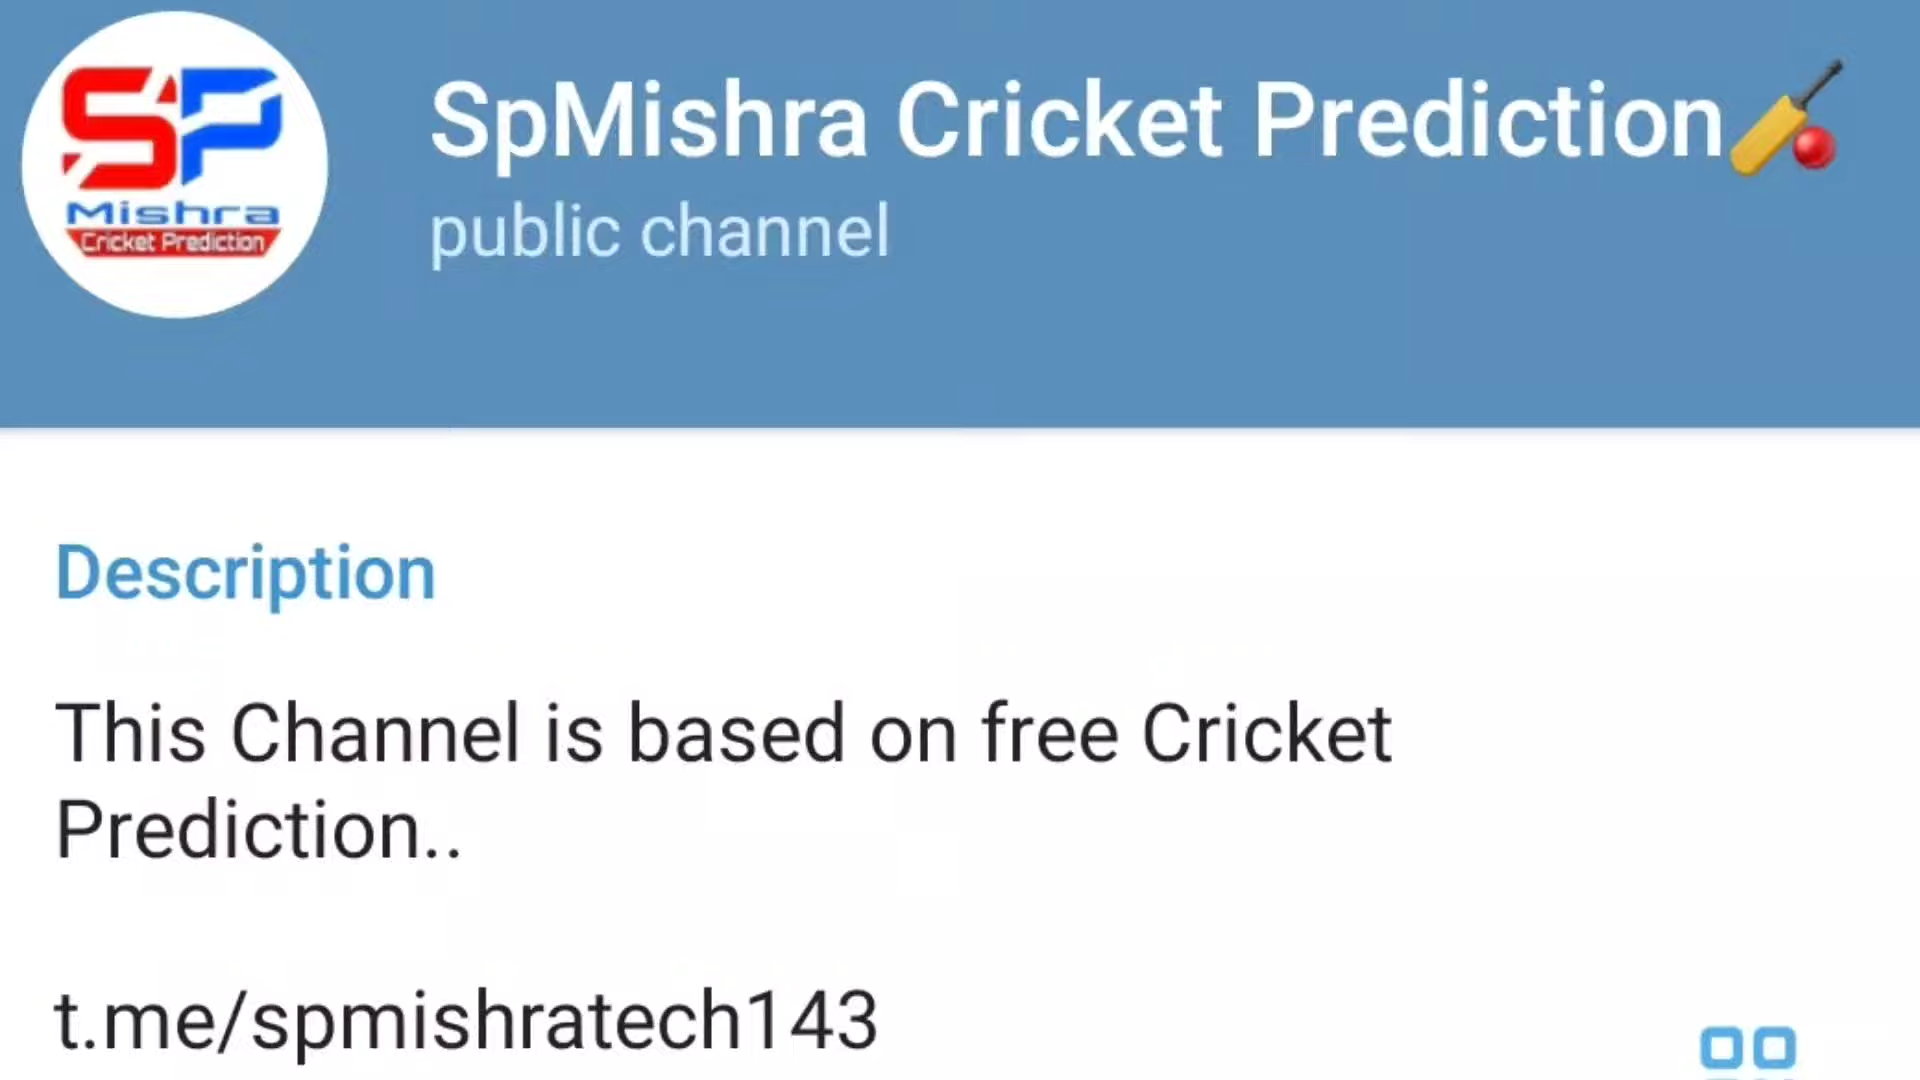 SP
Mishra
Cricket Prediction
SpMishra Cricket Prediction🏏
public channel
Description
This Channel is based on free Cricket
Prediction..
t.me/spmishratech143